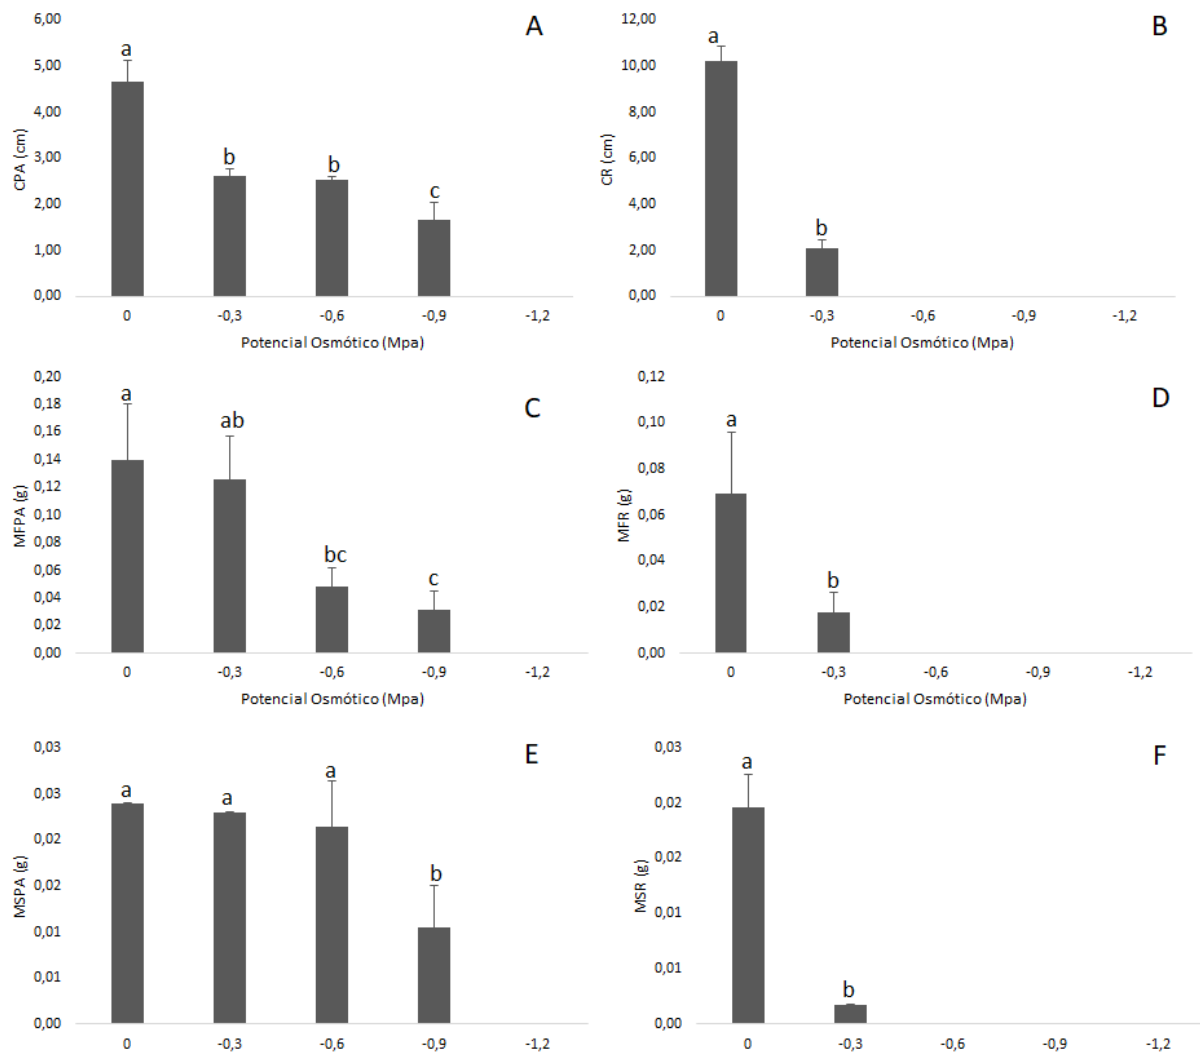 A
6,00
5,00
4,00
3,00
2,00
1,00
0,00
CPA (cm)
a
b
b
c
0 -0,3 -0,6 -0,9 -1,2
Potencial Osmótico (Mpa)
B
12,00
10,00
8,00
6,00
4,00
2,00
0,00
CR (cm)
a
b
0 -0,3 -0,6 -0,9 -1,2
Potencial Osmótico (Mpa)
C
0,20
0,18
0,16
0,14
0,12
0,10
0,08
0,06
0,04
0,02
0,00
MFPA (g)
a
ab
bc
c
0 -0,3 -0,6 -0,9 -1,2
Potencial Osmótico (Mpa)
D
0,12
0,10
0,08
0,06
0,04
0,02
0,00
MFR (g)
a
b
0 -0,3 -0,6 -0,9 -1,2
Potencial Osmótico (Mpa)
E
0,03
0,03
0,02
0,02
0,01
0,01
0,00
MSPA (g)
a
a
a
b
0 -0,3 -0,6 -0,9 -1,2
F
0,03
0,02
0,02
0,01
0,01
0,00
MSR (g)
a
b
0 -0,3 -0,6 -0,9 -1,2